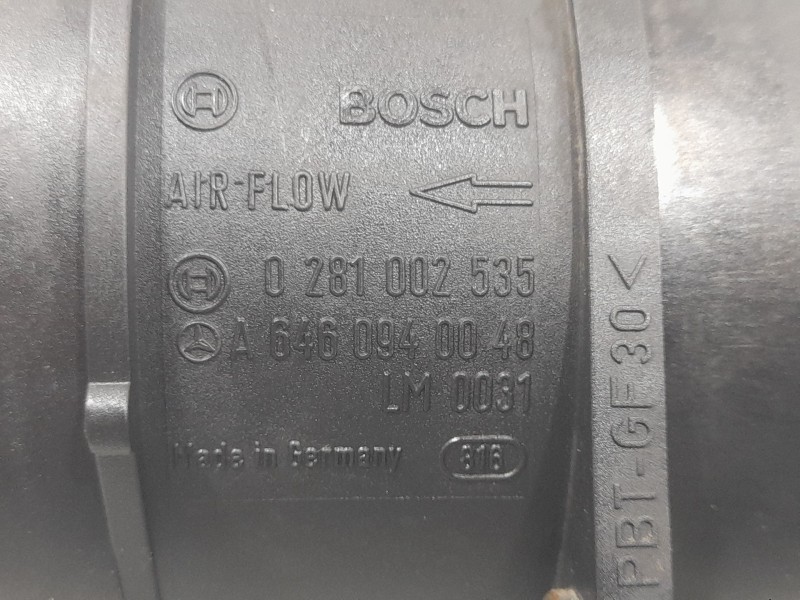 BOSCH
AIR FLOW
0 281 002 535
A 646 094 00 48
LM 0031
Made in Germany 816
PBT-GF30<